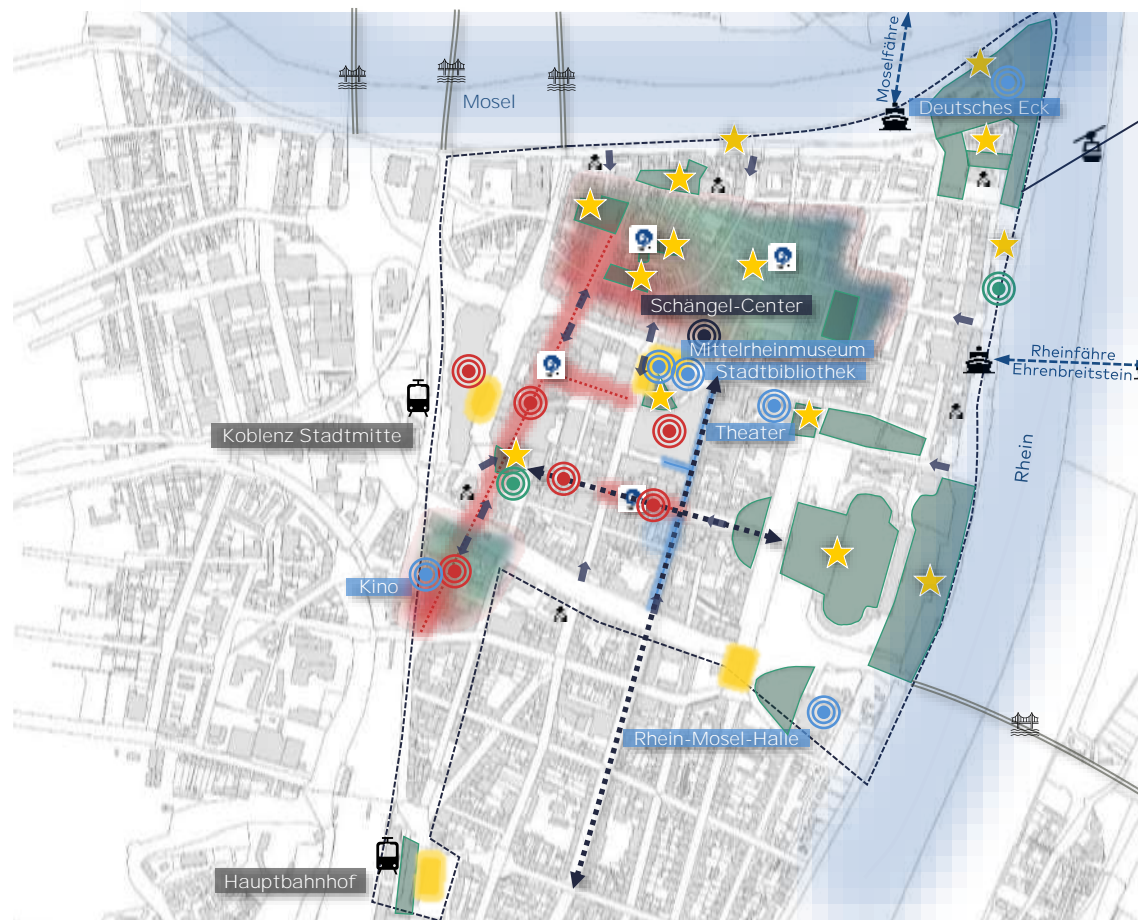 Moselfähre
Mosel
Deutsches Eck
Schängel-Center
Mittelrheinmuseum
Stadtbibliothek
Rheinfähre
Ehrenbreitstein
Koblenz Stadtmitte
Theater
Rhein
Kino
Rhein-Mosel-Halle
Hauptbahnhof